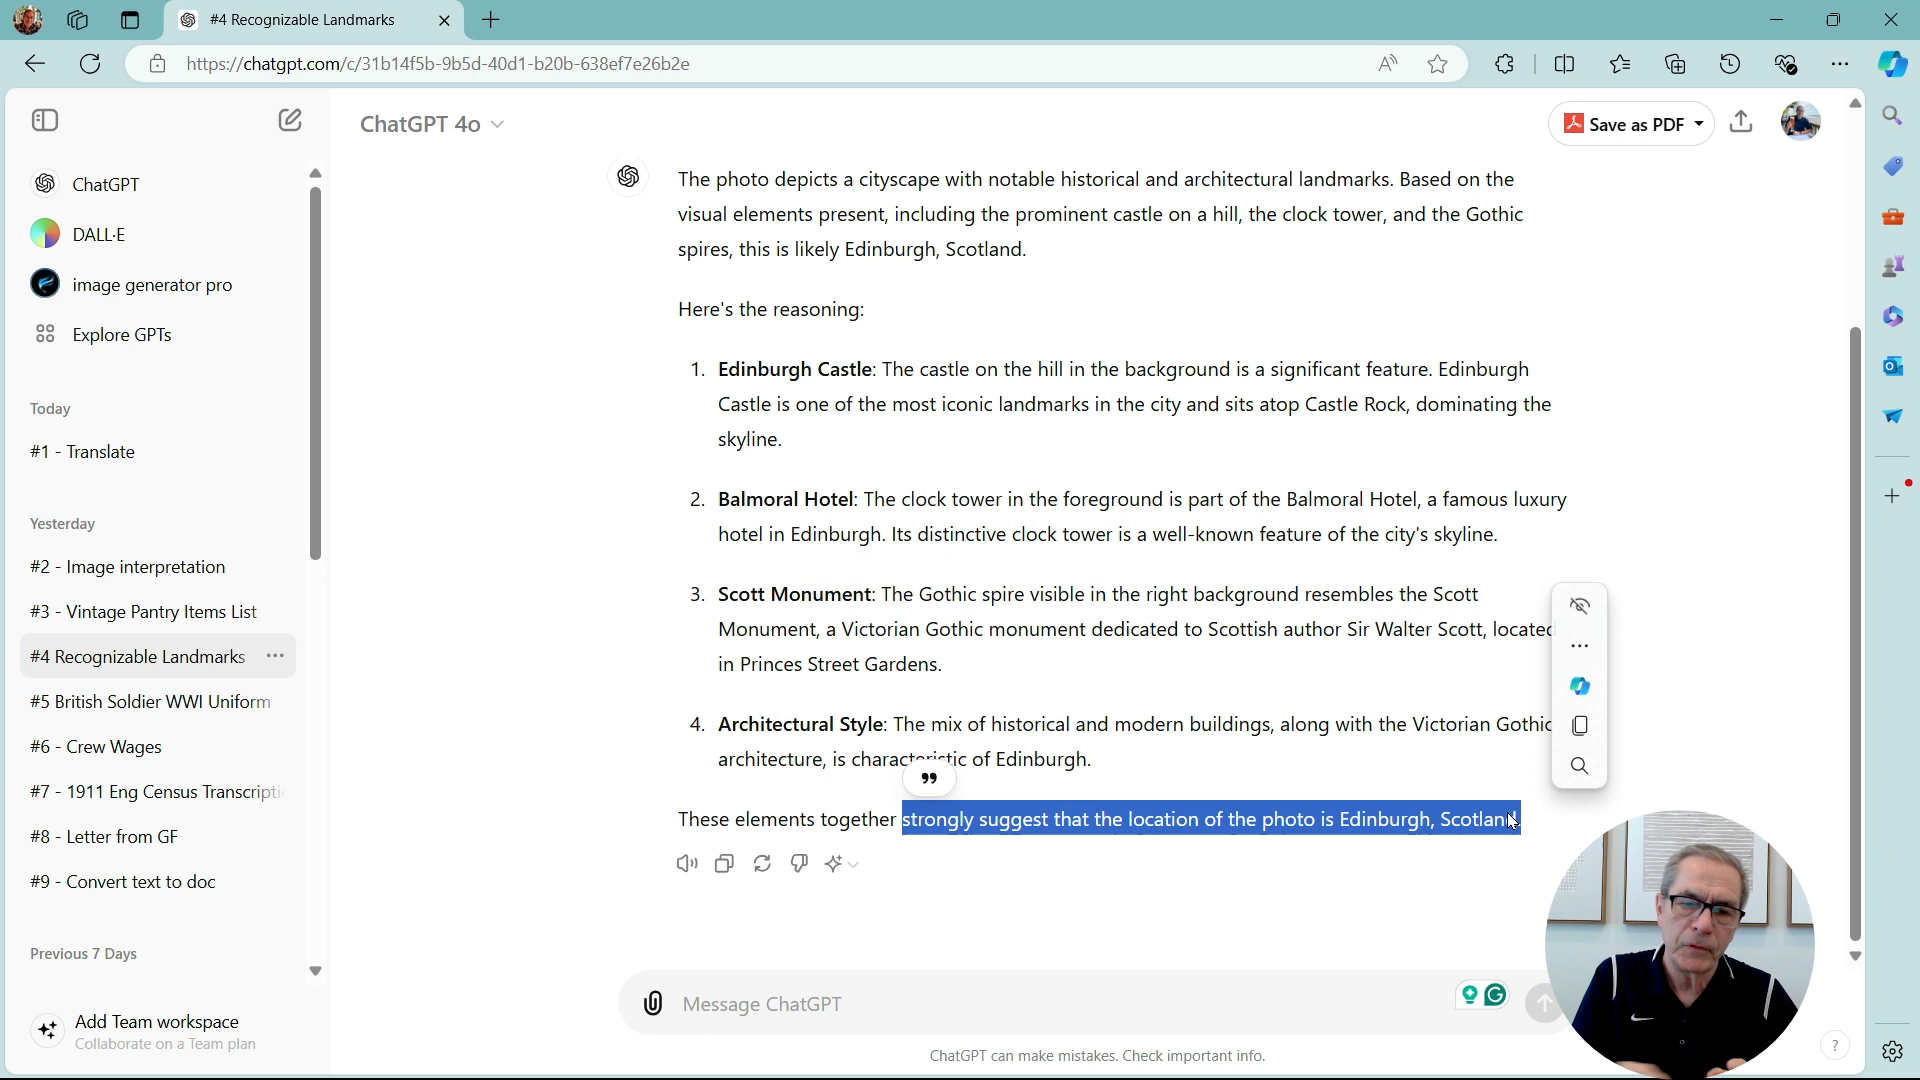 #4 Recognizable Landmarks
https://chatgpt.com/c/31b14f5b-9b5d-40d1-b20b-638ef7e26b2e
ChatGPT 4o
Save as PDF
ChatGPT
DALL·E
image generator pro
Explore GPTs
Today
#1 - Translate
Yesterday
#2 - Image interpretation
#3 - Vintage Pantry Items List
#4 Recognizable Landmarks
#5 British Soldier WWI Uniform
#6 - Crew Wages
#7 - 1911 Eng Census Transcripti
#8 - Letter from GF
#9 - Convert text to doc
Previous 7 Days
Add Team workspace
Collaborate on a Team plan
The photo depicts a cityscape with notable historical and architectural landmarks. Based on the
visual elements present, including the prominent castle on a hill, the clock tower, and the Gothic
spires, this is likely Edinburgh, Scotland.
Here's the reasoning:
1. Edinburgh Castle: The castle on the hill in the background is a significant feature. Edinburgh
Castle is one of the most iconic landmarks in the city and sits atop Castle Rock, dominating the
skyline.
2. Balmoral Hotel: The clock tower in the foreground is part of the Balmoral Hotel, a famous luxury
hotel in Edinburgh. Its distinctive clock tower is a well-known feature of the city's skyline.
3. Scott Monument: The Gothic spire visible in the right background resembles the Scott
Monument, a Victorian Gothic monument dedicated to Scottish author Sir Walter Scott, located
in Princes Street Gardens.
4. Architectural Style: The mix of historical and modern buildings, along with the Victorian Gothic
architecture, is characteristic of Edinburgh.
These elements together strongly suggest that the location of the photo is Edinburgh, Scotland.
Message ChatGPT
ChatGPT can make mistakes. Check important info.
?